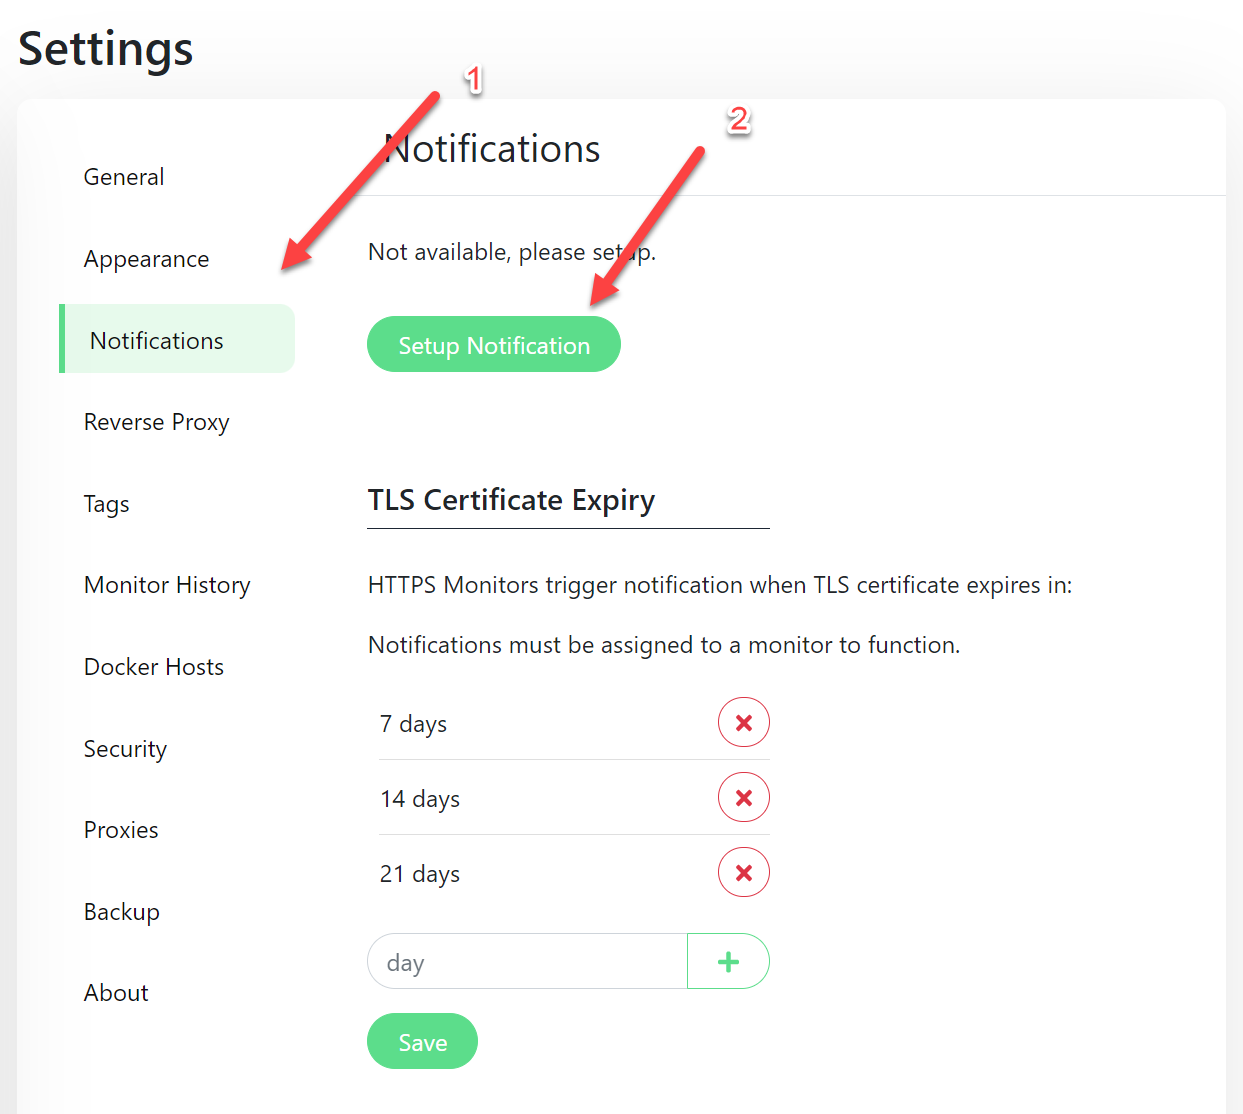 Settings
1
2
Notifications
General
Appearance
Notifications
Reverse Proxy
Tags
Monitor History
Docker Hosts
Security
Proxies
Backup
About
Not available, please setup.
Setup Notification
TLS Certificate Expiry
HTTPS Monitors trigger notification when TLS certificate expires in:
Notifications must be assigned to a monitor to function.
7 days
14 days
21 days
day
Save